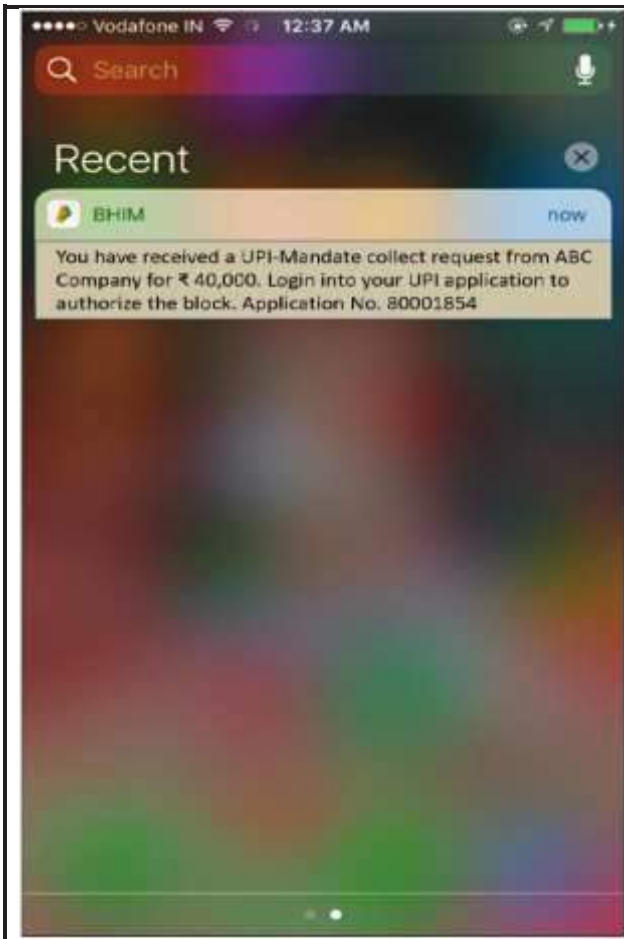 Vodafone IN 12:37 AM
Search
Recent
BHIM now
You have received a UPI-Mandate collect request from ABC
Company for ₹ 40,000. Login into your UPI application to
authorize the block. Application No. 80001854